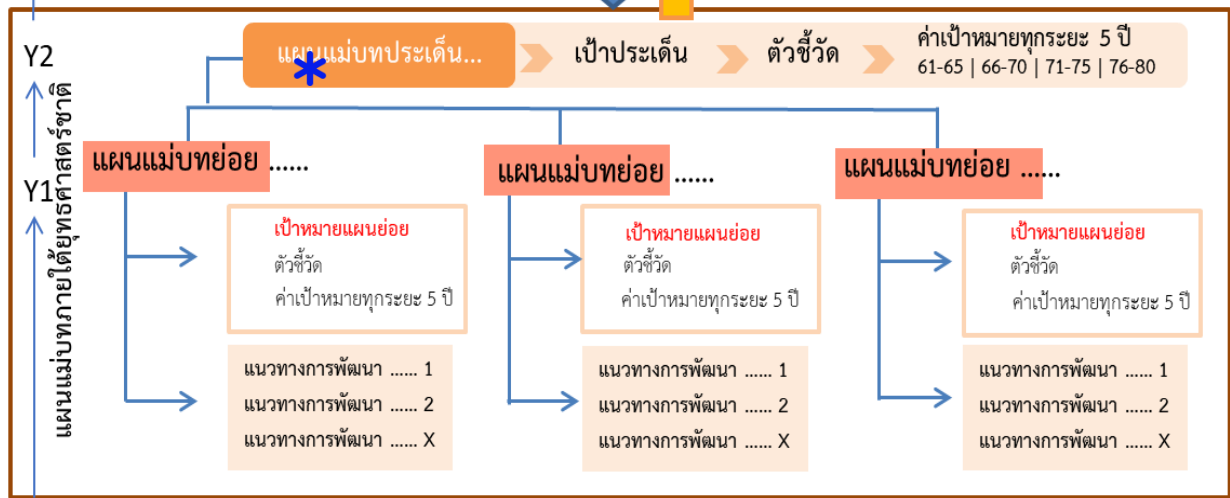 Y2
แผนแม่บทประเด็น...
เป้าประเด็น
ตัวชี้วัด
ค่าเป้าหมายทุกระยะ 5 ปี
61-65 | 66-70 | 71-75 | 76-80
Y1
แผนแม่บทภายใต้ยุทธศาสตร์ชาติ
แผนแม่บทย่อย ......
เป้าหมายแผนย่อย
ตัวชี้วัด
ค่าเป้าหมายทุกระยะ 5 ปี
แนวทางการพัฒนา ...... 1
แนวทางการพัฒนา ...... 2
แนวทางการพัฒนา ...... X
แผนแม่บทย่อย ......
เป้าหมายแผนย่อย
ตัวชี้วัด
ค่าเป้าหมายทุกระยะ 5 ปี
แนวทางการพัฒนา ...... 1
แนวทางการพัฒนา ...... 2
แนวทางการพัฒนา ...... X
แผนแม่บทย่อย ......
เป้าหมายแผนย่อย
ตัวชี้วัด
ค่าเป้าหมายทุกระยะ 5 ปี
แนวทางการพัฒนา ...... 1
แนวทางการพัฒนา ...... 2
แนวทางการพัฒนา ...... X